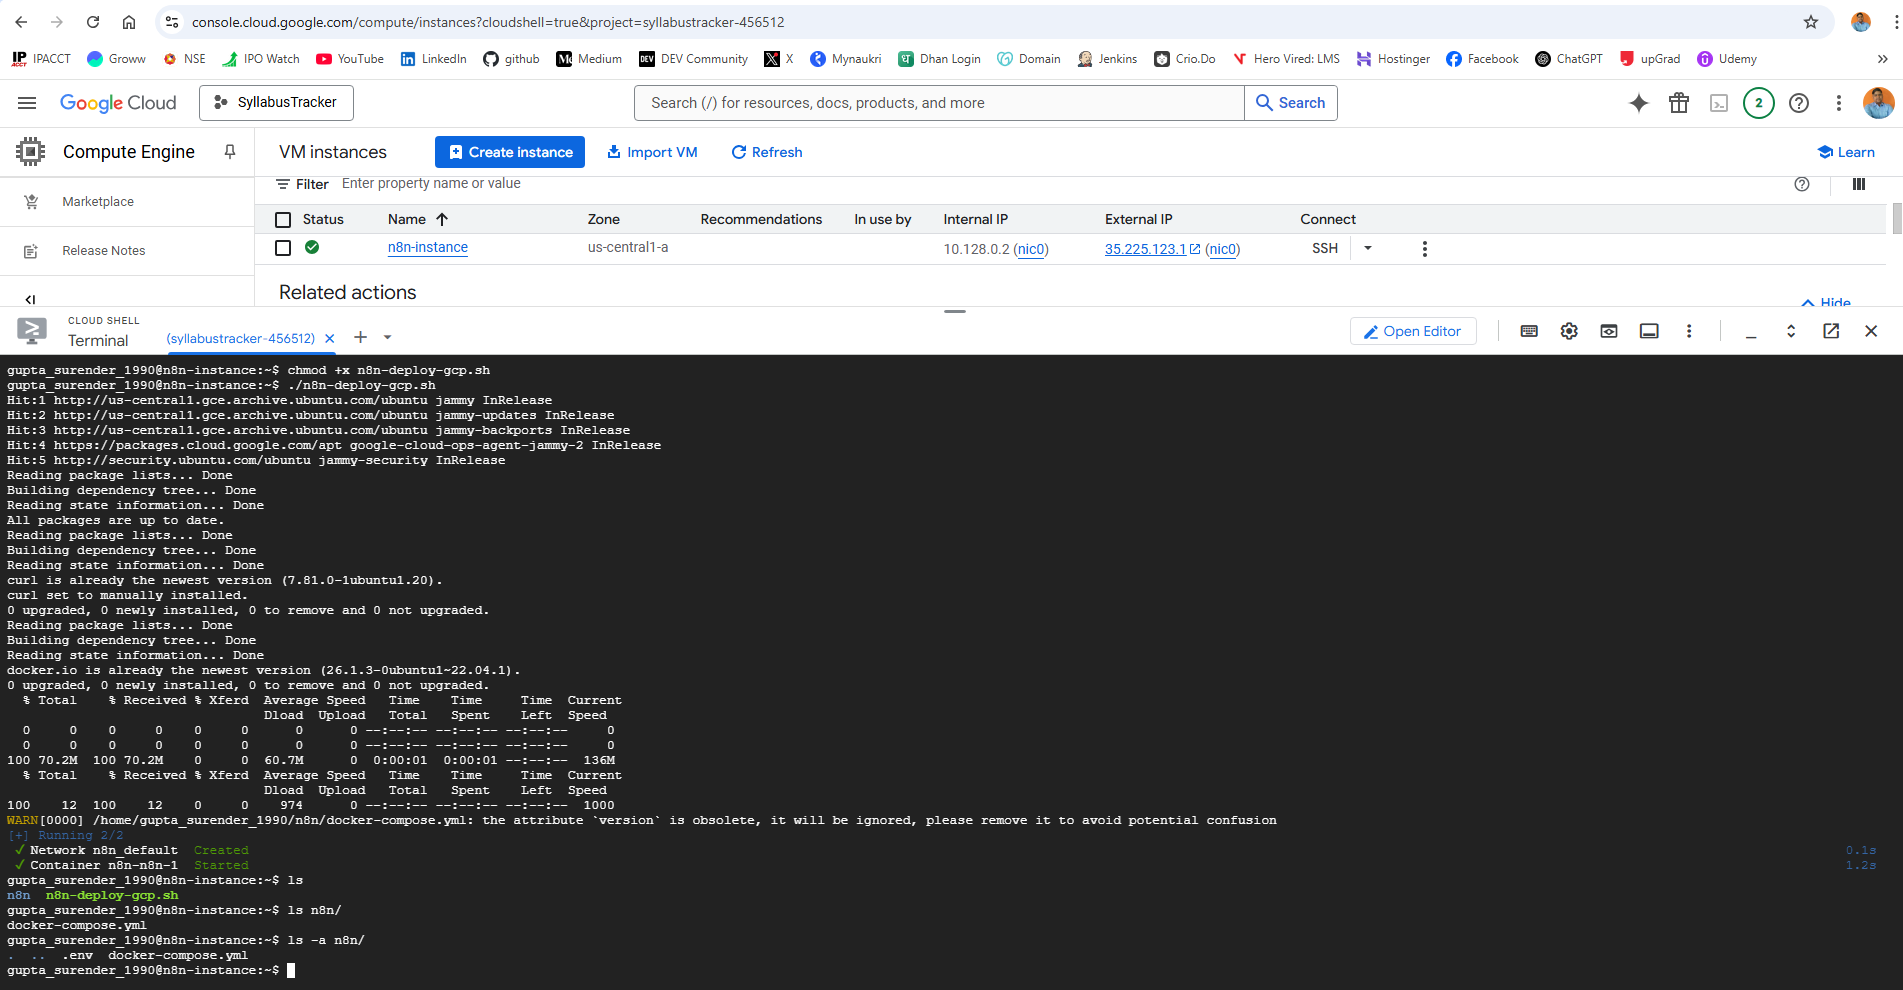 console.cloud.google.com/compute/instances?cloudshell=true&project=syllabustracker-456512
IP ACCT IPACCT Groww NSE IPO Watch YouTube LinkedIn github Medium DEV DEV Community X Mynaukri Dhan Login Domain Jenkins Crio.Do Hero Vired: LMS Hostinger Facebook ChatGPT upGrad Udemy
Google Cloud SyllabusTracker Search (/) for resources, docs, products, and more Search 2
Compute Engine VM instances Create instance Import VM Refresh Learn
Filter Enter property name or value
Marketplace
Status Name Zone Recommendations In use by Internal IP External IP Connect
Release Notes n8n-instance us-central1-a 10.128.0.2 (nic0) 35.225.123.1 (nic0) SSH
Related actions
Hide
CLOUD SHELL
Terminal (syllabustracker-456512) Open Editor
gupta_surender_1990@n8n-instance:~$ chmod +x n8n-deploy-gcp.sh
gupta_surender_1990@n8n-instance:~$ ./n8n-deploy-gcp.sh
Hit:1 http://us-central1.gce.archive.ubuntu.com/ubuntu jammy InRelease
Hit:2 http://us-central1.gce.archive.ubuntu.com/ubuntu jammy-updates InRelease
Hit:3 http://us-central1.gce.archive.ubuntu.com/ubuntu jammy-backports InRelease
Hit:4 https://packages.cloud.google.com/apt google-cloud-ops-agent-jammy-2 InRelease
Hit:5 http://security.ubuntu.com/ubuntu jammy-security InRelease
Reading package lists... Done
Building dependency tree... Done
Reading state information... Done
All packages are up to date.
Reading package lists... Done
Building dependency tree... Done
Reading state information... Done
curl is already the newest version (7.81.0-1ubuntu1.20).
curl set to manually installed.
0 upgraded, 0 newly installed, 0 to remove and 0 not upgraded.
Reading package lists... Done
Building dependency tree... Done
Reading state information... Done
docker.io is already the newest version (26.1.3-0ubuntu1~22.04.1).
0 upgraded, 0 newly installed, 0 to remove and 0 not upgraded.
% Total % Received % Xferd Average Speed Time Time Time Current
Dload Upload Total Spent Left Speed
0 0 0 0 0 0 0 0 --:--:-- --:--:-- --:--:-- 0
0 0 0 0 0 0 0 0 --:--:-- --:--:-- --:--:-- 0
100 70.2M 100 70.2M 0 0 60.7M 0 0:00:01 0:00:01 --:--:-- 136M
% Total % Received % Xferd Average Speed Time Time Time Current
Dload Upload Total Spent Left Speed
100 12 100 12 0 0 974 0 --:--:-- --:--:-- --:--:-- 1000
WARN[0000] /home/gupta_surender_1990/n8n/docker-compose.yml: the attribute `version` is obsolete, it will be ignored, please remove it to avoid potential confusion
[+] Running 2/2
✓ Network n8n_default Created 0.1s
✓ Container n8n-n8n-1 Started 1.2s
gupta_surender_1990@n8n-instance:~$ ls
n8n n8n-deploy-gcp.sh
gupta_surender_1990@n8n-instance:~$ ls n8n/
docker-compose.yml
gupta_surender_1990@n8n-instance:~$ ls -a n8n/
. .. .env docker-compose.yml
gupta_surender_1990@n8n-instance:~$